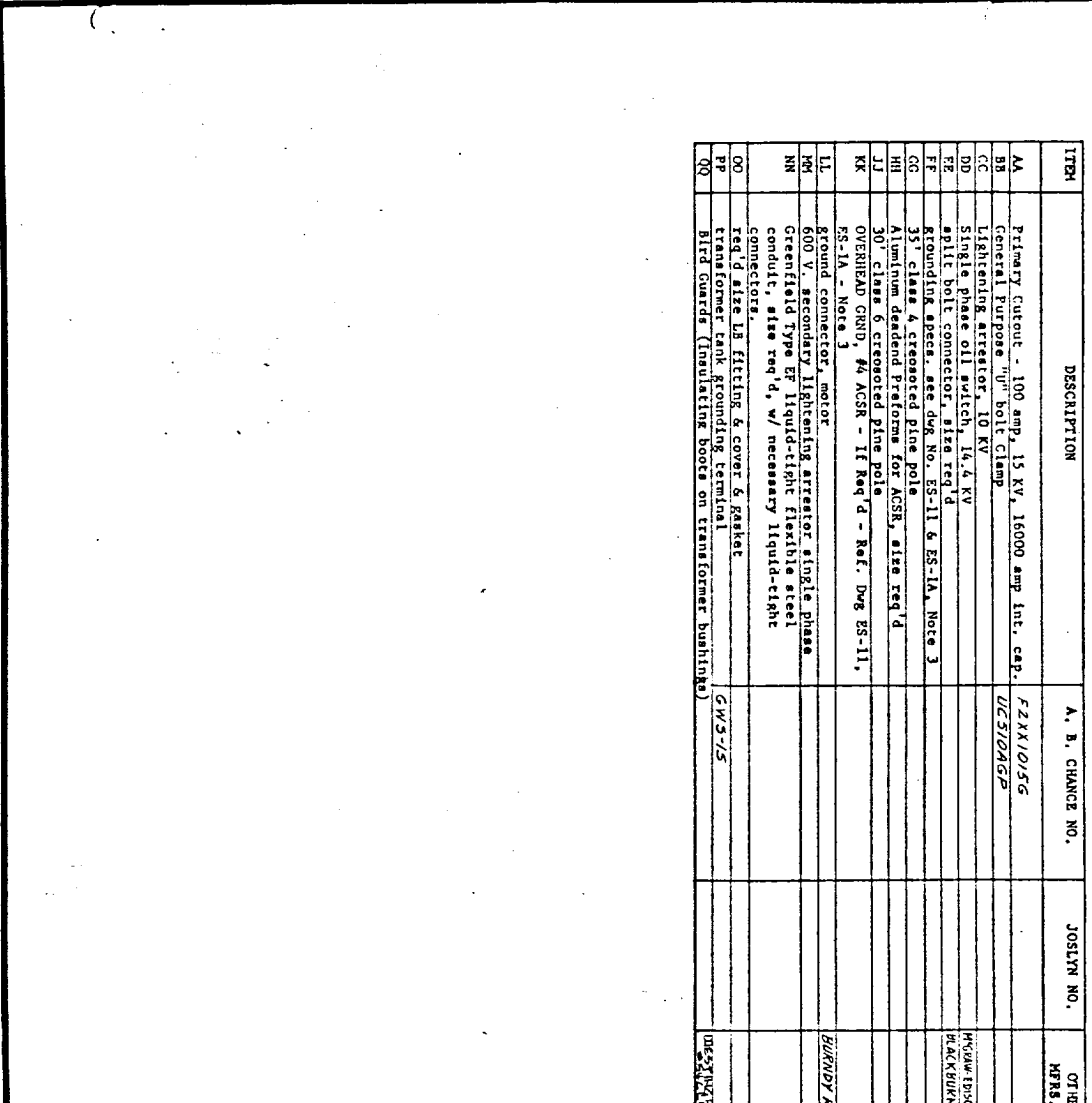 ITEM DESCRIPTION A. B. CHANCE NO. JOSLYN NO.
MFRS.
AA Primary Cutout - 100 amp, 15 KV, 16000 amp int. cap. F2XX1015G
BB General Purpose "U" bolt Clamp UC510AGP
CC Lightening arrestor, 10 KV
DD Single phase oil switch, 14.4 KV
EE split bolt connector, size req'd
FF grounding specs. see dwg No. ES-11 & ES-1A, Note 3
GG 35' class 4 creosoted pine pole
HH Aluminum deadend Preforms for ACSR, size req'd
JJ 30' class 6 creosoted pine pole
KK OVERHEAD GRND, #4 ACSR - If Req'd - Ref. Dwg ES-11,
ES-1A - Note 3
LL ground connector, motor BURNDY
MM 600 V. secondary lightening arrestor single phase
NN Greenfield Type EF liquid-tight flexible steel
conduit, size req'd, w/ necessary liquid-tight
connectors.
OO req'd size LB fitting & cover & gasket
PP transformer tank grounding terminal GW5-15
QQ Bird Guards (Insulating boots on transformer bushings)